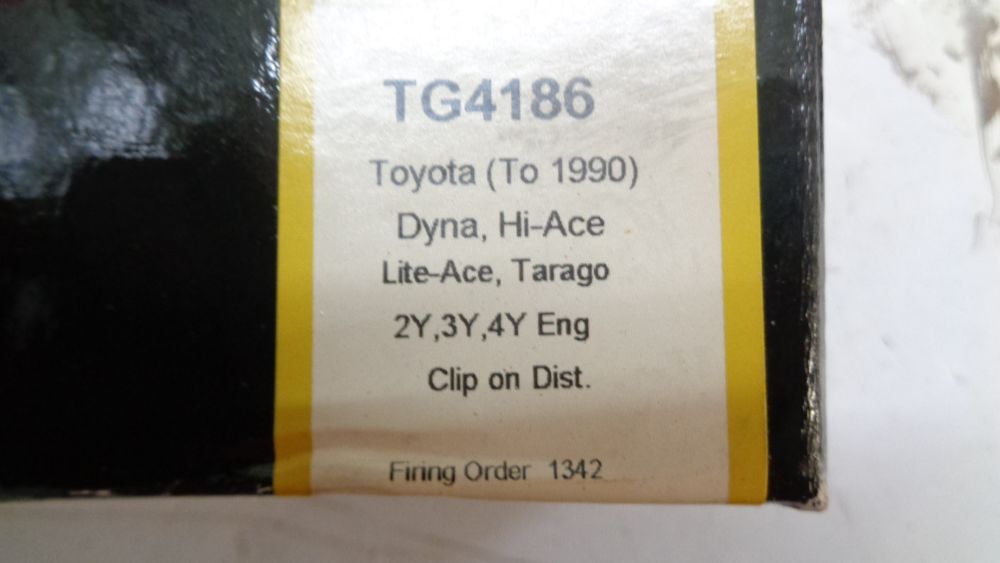 TG4186
Toyota (To 1990)
Dyna, Hi-Ace
Lite-Ace, Tarago
2Y,3Y,4Y Eng
Clip on Dist.
Firing Order 1342